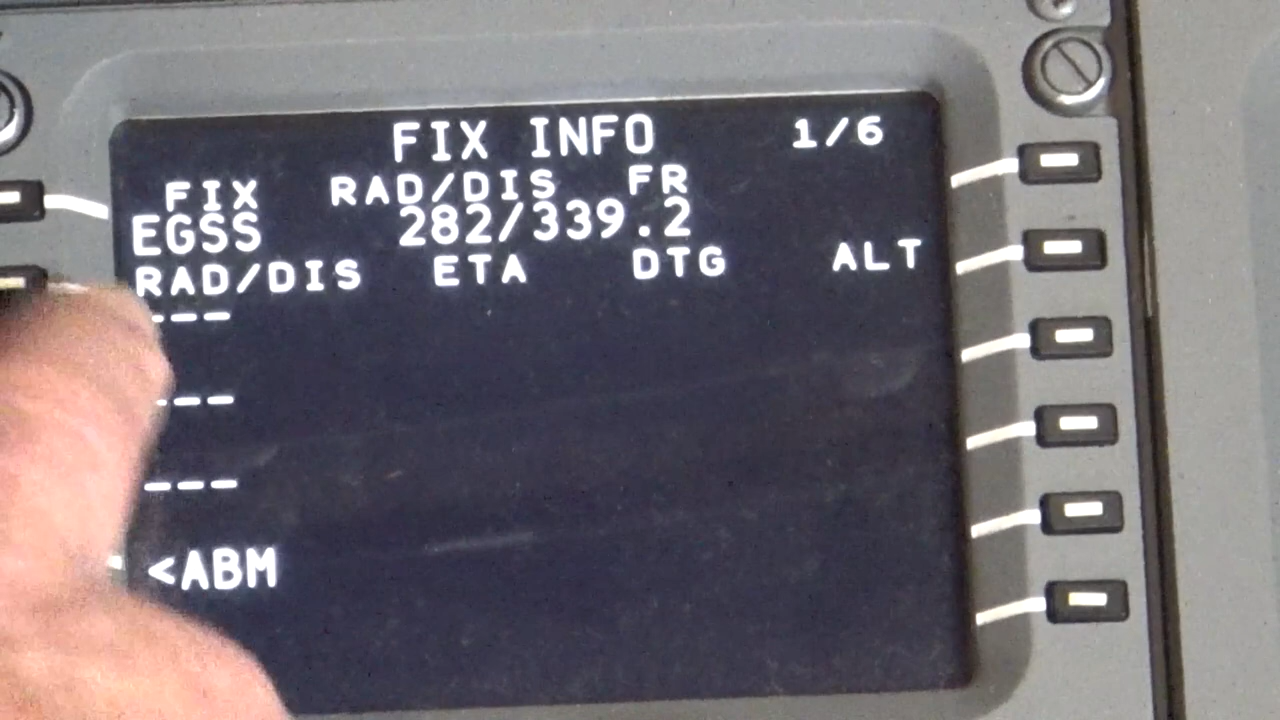 FIX INFO 1/6
FIX RAD/DIS FR
EGSS 282/339.2
RAD/DIS ETA DTG ALT
---
---
---
<ABM